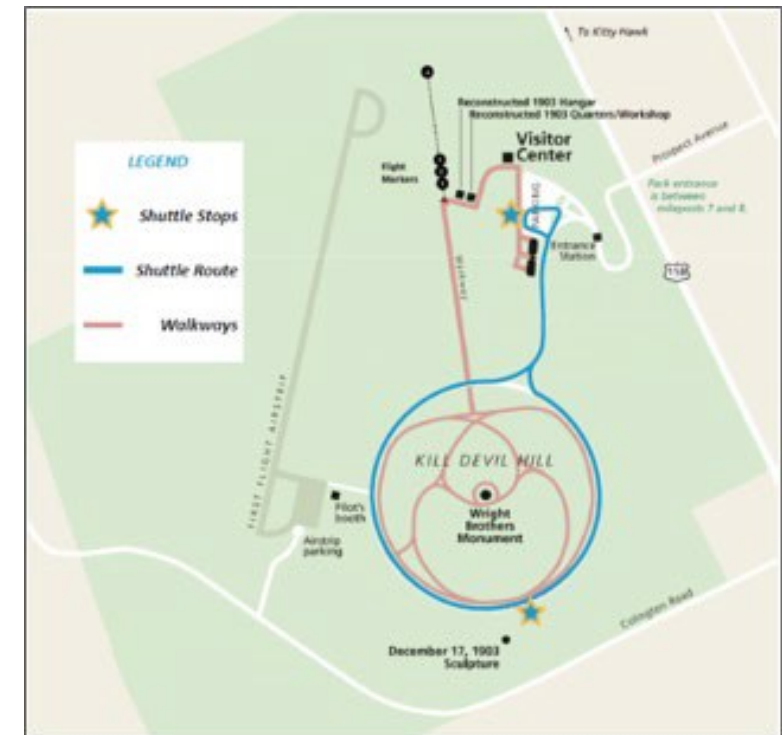 To Kitty Hawk
Reconstructed 1903 Hangar
Reconstructed 1903 Quarters/Workshop
Visitor
Center
Prospect Avenue
LEGEND
Flight
Markers
Park entrance
is between
mileposts 7 and 8.
Shuttle Stops
PARKING
Entrance
Station
158
Shuttle Route
Walkways
FIRST FLIGHT AIRSTRIP
KILL DEVIL HILL
Wright
Brothers
Monument
Pilot's
booth
Airstrip
parking
Colington Road
December 17, 1903
Sculpture